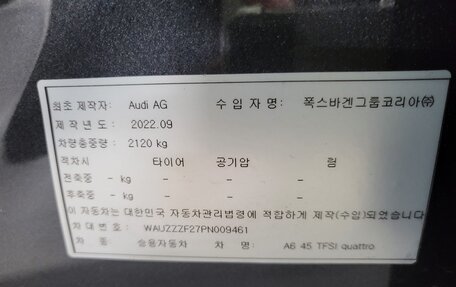 최초 제작자: Audi AG 수 입 자 명: 폭스바겐그룹코리아㈜
제 작 년 도 : 2022.09
차량총중량: 2120 kg
적차시 타이어 공기압 림
전축중 - kg - - -
후축중 - kg - - -
이 자동차는 대한민국 자동차관리법령에 적합하게 제작(수입)되었습니다
차 대 번 호 : WAUZZZF27PN009461
차 종: 승용자동차 차 명: A6 45 TFSI quattro